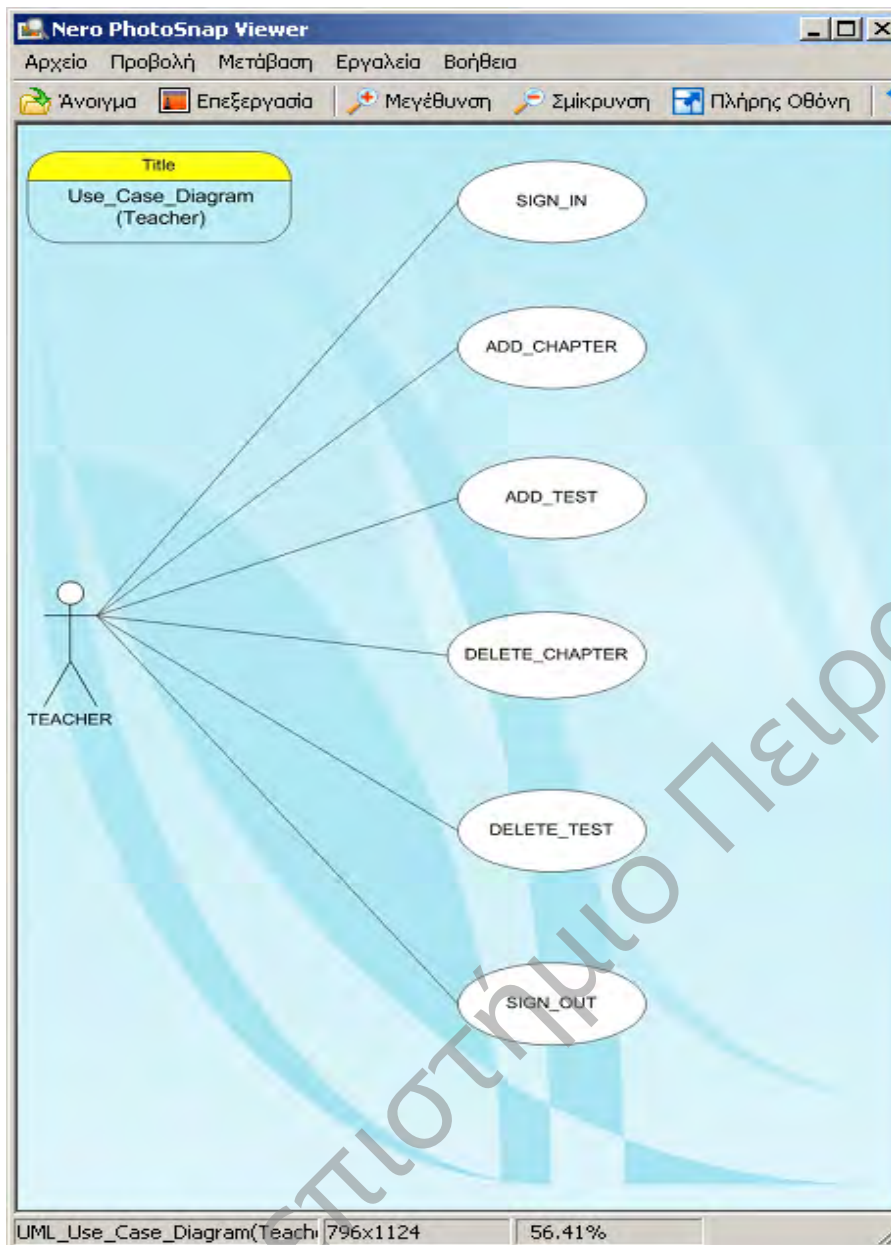 Nero PhotoSnap Viewer
Αρχείο Προβολή Μετάβαση Εργαλεία Βοήθεια
Άνοιγμα Επεξεργασία Μεγέθυνση Σμίκρυνση Πλήρης Οθόνη
Title
Use_Case_Diagram
(Teacher)
SIGN_IN
ADD_CHAPTER
ADD_TEST
DELETE_CHAPTER
TEACHER
DELETE_TEST
SIGN_OUT
UML_Use_Case_Diagram(Teach 796x1124 56.41%